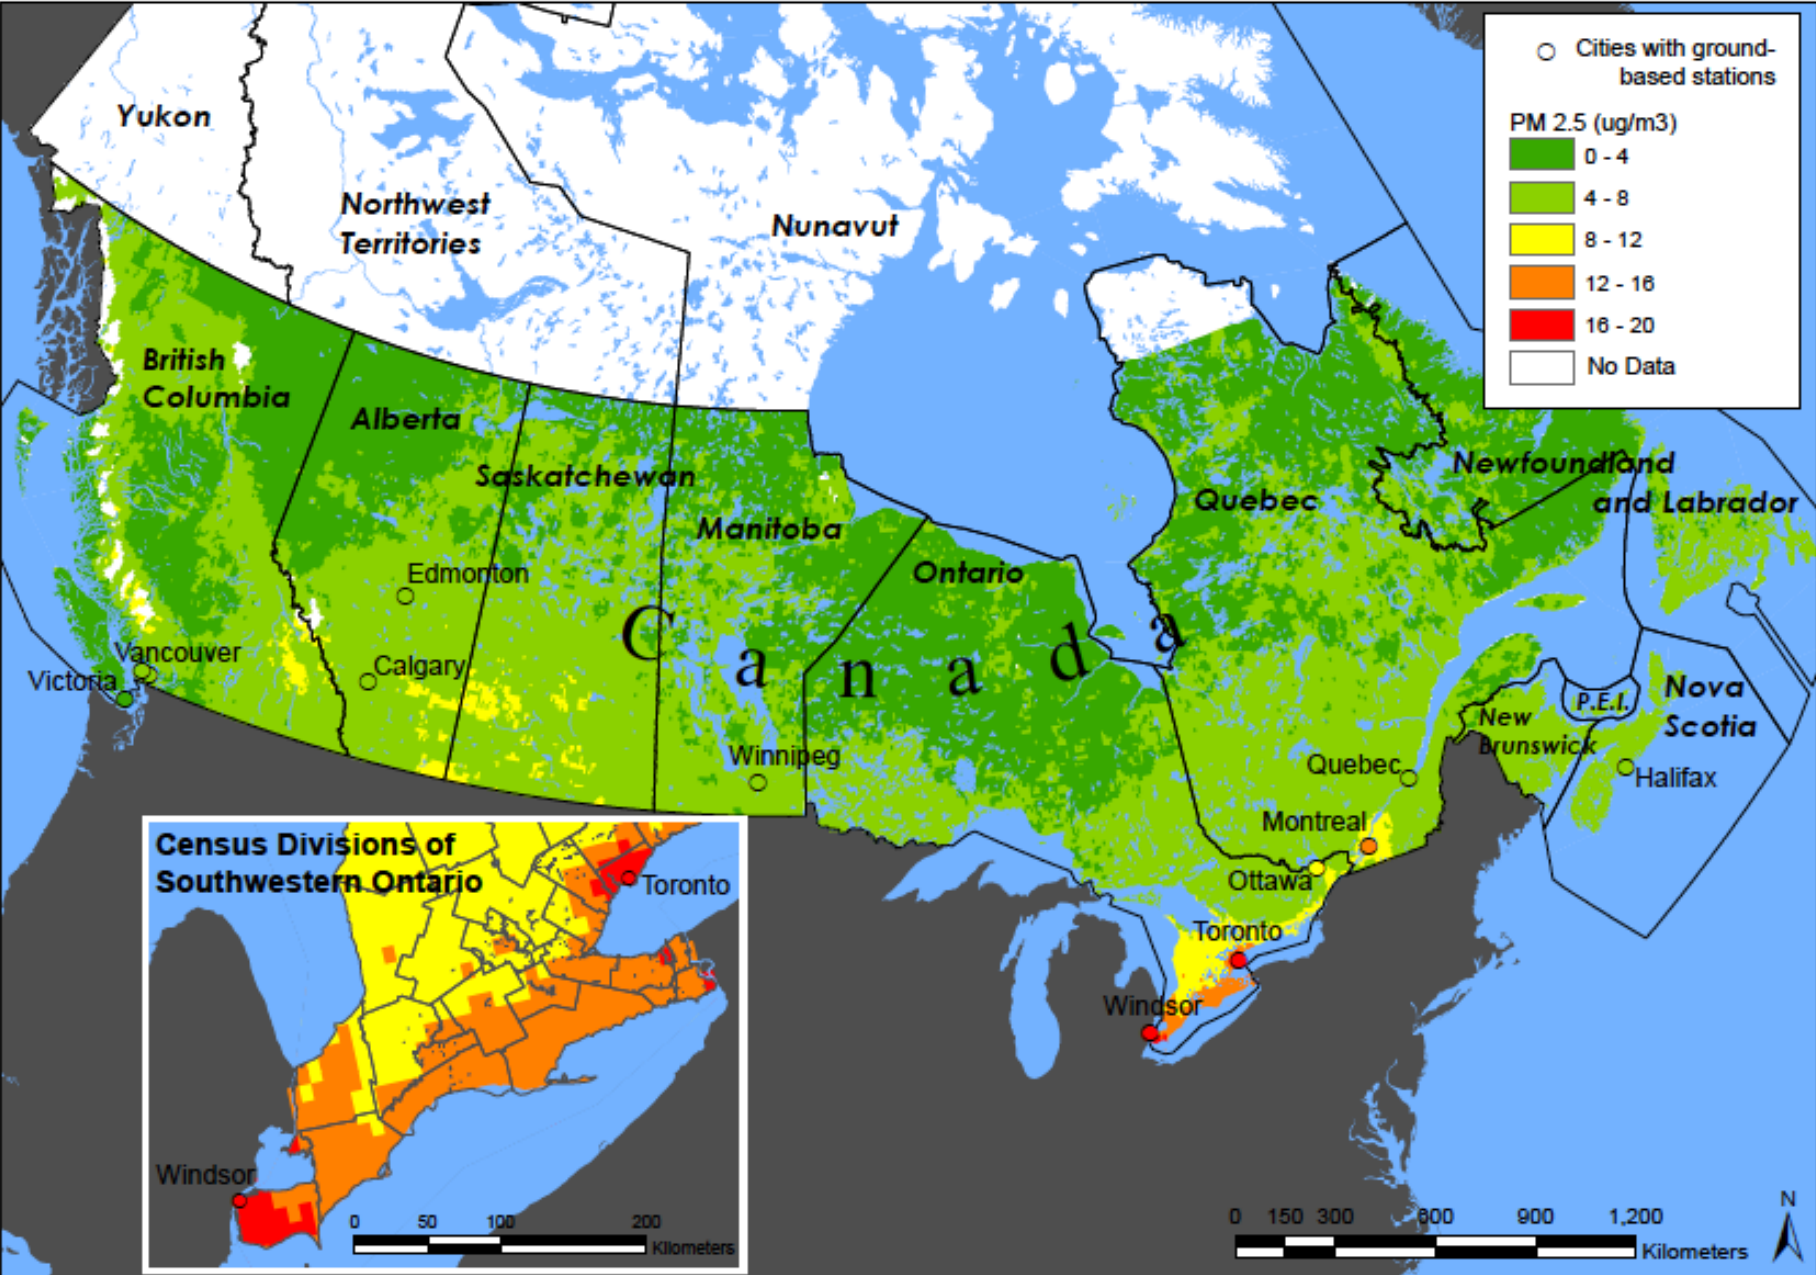 Yukon
Northwest
Territories
Nunavut
British
Columbia
Alberta
Saskatchewan
Manitoba
Ontario
Quebec
Newfoundland
and Labrador
Canada
Edmonton
Calgary
Vancouver
Victoria
Winnipeg
Quebec
Montreal
Ottawa
Toronto
Windsor
New
Brunswick
P.E.I.
Nova
Scotia
Halifax
Cities with ground-
based stations
PM 2.5 (ug/m3)
0 - 4
4 - 8
8 - 12
12 - 16
16 - 20
No Data
Census Divisions of
Southwestern Ontario
Toronto
Windsor
0 50 100 200
Kilometers
0 150 300 600 900 1,200
Kilometers
N